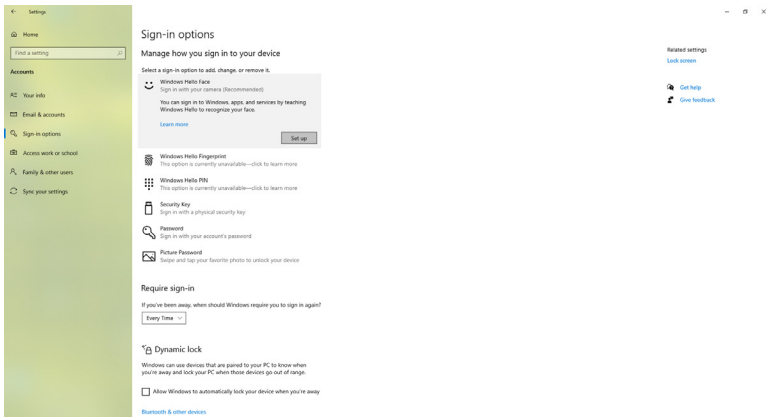 Settings
Home
Find a setting
Accounts
Your info
Email & accounts
Sign-in options
Access work or school
Family & other users
Sync your settings
Sign-in options
Manage how you sign in to your device
Select a sign-in option to add, change, or remove it.
Windows Hello Face
Sign in with your camera (Recommended)
You can sign in to Windows, apps, and services by teaching
Windows Hello to recognize your face.
Learn more
Set up
Windows Hello Fingerprint
This option is currently unavailable—click to learn more
Windows Hello PIN
This option is currently unavailable—click to learn more
Security Key
Sign in with a physical security key
Password
Sign in with your account's password
Picture Password
Swipe and tap your favorite photo to unlock your device
Require sign-in
If you've been away, when should Windows require you to sign in again?
Every Time
Dynamic lock
Windows can use devices that are paired to your PC to know when
you're away and lock your PC when those devices go out of range.
Allow Windows to automatically lock your device when you're away
Bluetooth & other devices
Related settings
Lock screen
Get help
Give feedback